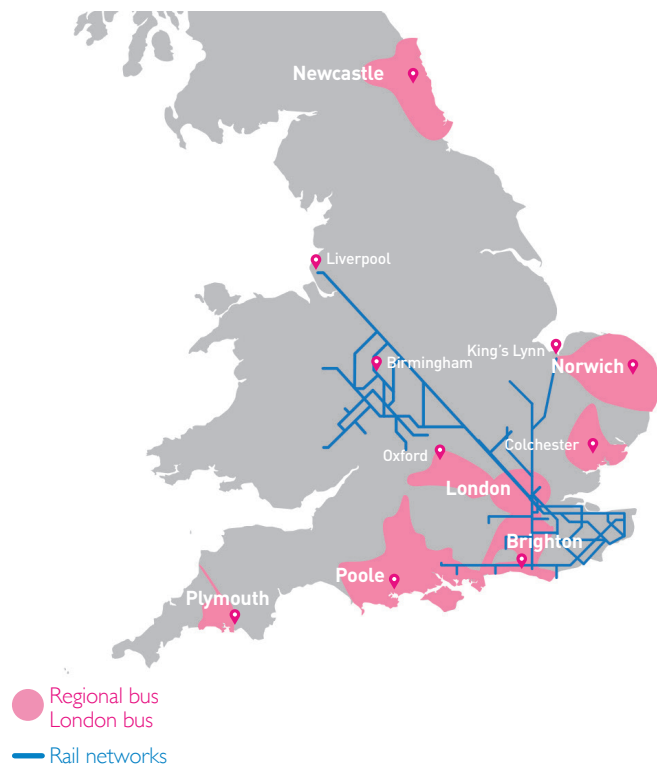 Newcastle
Liverpool
King's Lynn
Birmingham
Norwich
Colchester
Oxford
London
Brighton
Poole
Plymouth
Regional bus
London bus
Rail networks